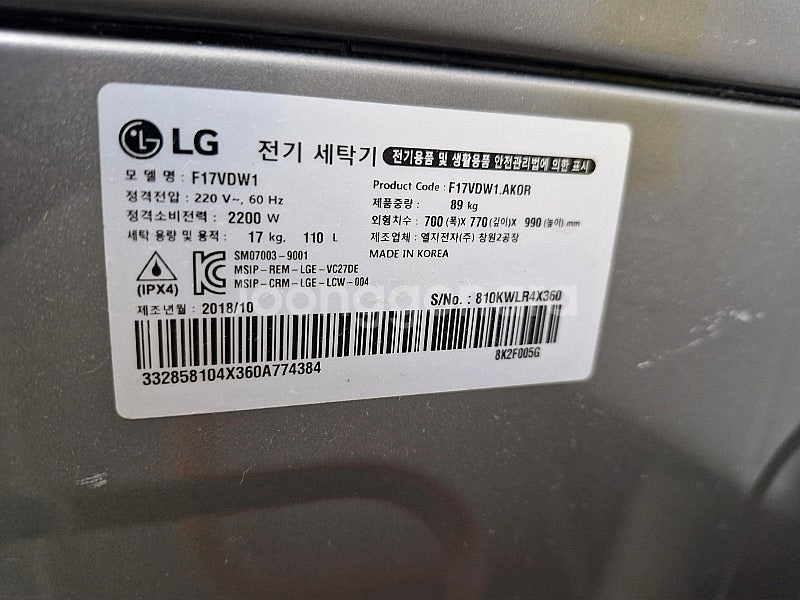 LG 전기 세탁기 전기용품 및 생활용품 안전관리법에 의한 표시
모 델 명 : F17VDW1
정격전압 : 220 V~, 60 Hz
정격소비전력 : 2200 W
세탁 용량 및 용적 : 17 kg, 110 L
Product Code : F17VDW1.AKOR
제품중량 : 89 kg
외형치수 : 700 (폭)X 770 (깊이)X 990 (높이) mm
제조업체 : 엘지전자(주) 창원2공장
MADE IN KOREA
(IPX4)
SM07003-9001
MSIP-REM-LGE-VC27DE
MSIP-CRM-LGE-LCW-004
제조년월 : 2018/10
S/No. : 810KWLR4X360
332858104X360A774384
8K2F005G
joonggonara